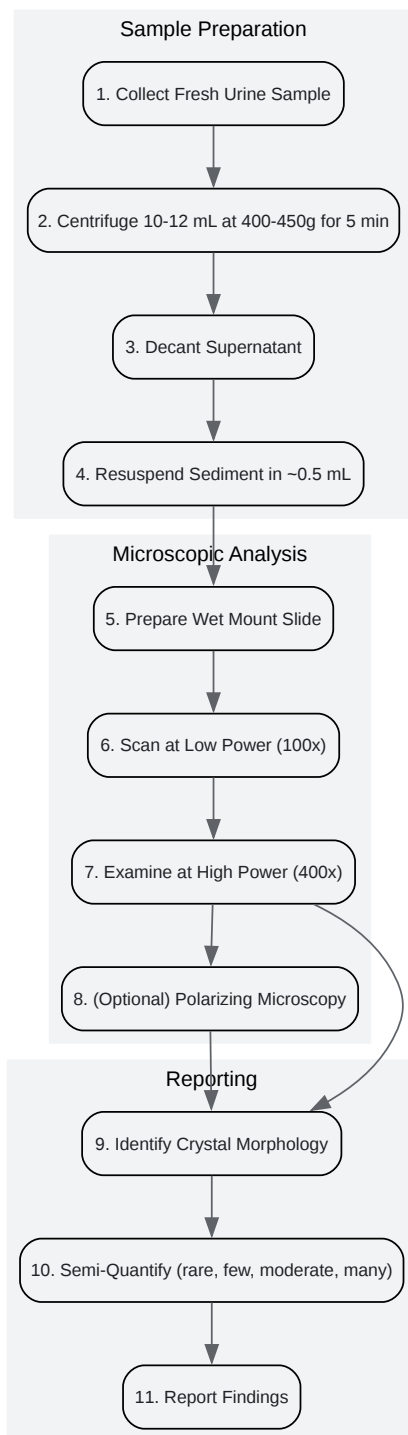 Sample Preparation
1. Collect Fresh Urine Sample
2. Centrifuge 10-12 mL at 400-450g for 5 min
3. Decant Supernatant
4. Resuspend Sediment in ~0.5 mL
Microscopic Analysis
5. Prepare Wet Mount Slide
6. Scan at Low Power (100x)
7. Examine at High Power (400x)
8. (Optional) Polarizing Microscopy
Reporting
9. Identify Crystal Morphology
10. Semi-Quantify (rare, few, moderate, many)
11. Report Findings